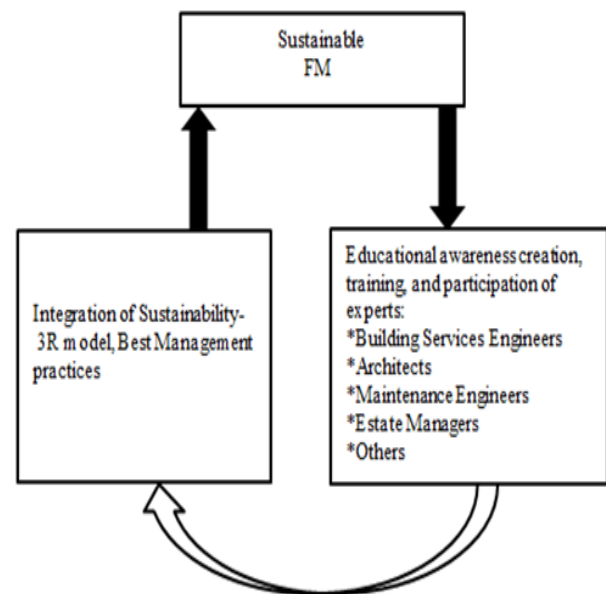 Sustainable
FM
Integration of Sustainability-
3R model, Best Management
practices
Educational awareness creation,
training, and participation of
experts:
*Building Services Engineers
*Architects
*Maintenance Engineers
*Estate Managers
*Others